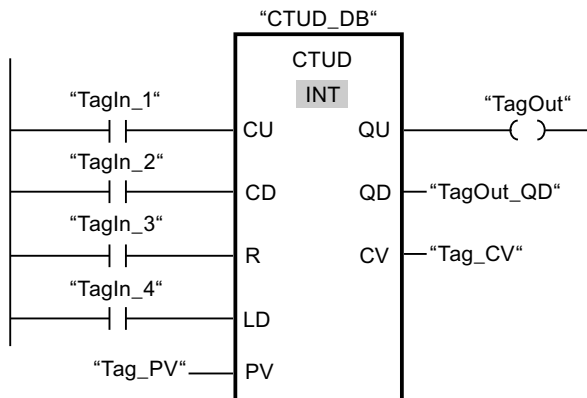 “CTUD_DB“
CTUD
INT
“TagIn_1“
CU
QU
“TagOut“
“TagIn_2“
CD
QD
“TagOut_QD“
“TagIn_3“
R
CV
“Tag_CV“
“TagIn_4“
LD
“Tag_PV“
PV